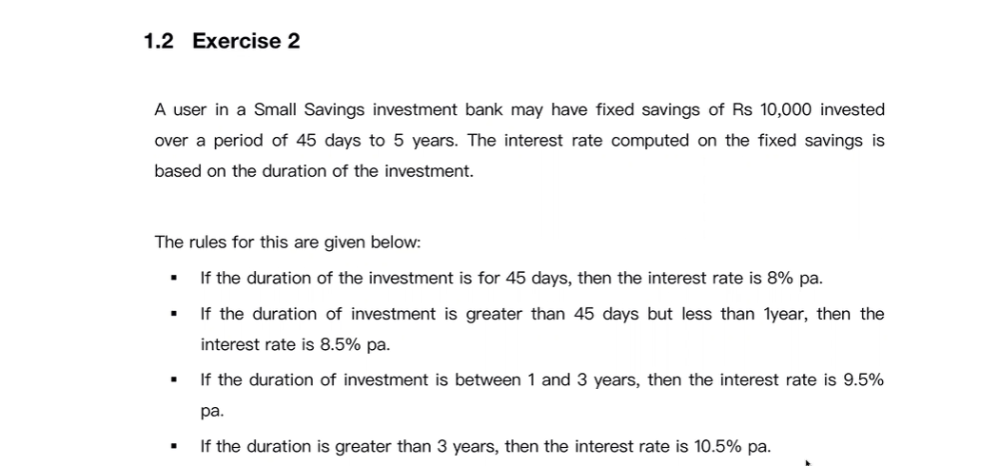 1.2 Exercise 2
A user in a Small Savings investment bank may have fixed savings of Rs 10,000 invested
over a period of 45 days to 5 years. The interest rate computed on the fixed savings is
based on the duration of the investment.
The rules for this are given below:
▪ If the duration of the investment is for 45 days, then the interest rate is 8% pa.
▪ If the duration of investment is greater than 45 days but less than 1year, then the
interest rate is 8.5% pa.
▪ If the duration of investment is between 1 and 3 years, then the interest rate is 9.5%
pa.
▪ If the duration is greater than 3 years, then the interest rate is 10.5% pa.